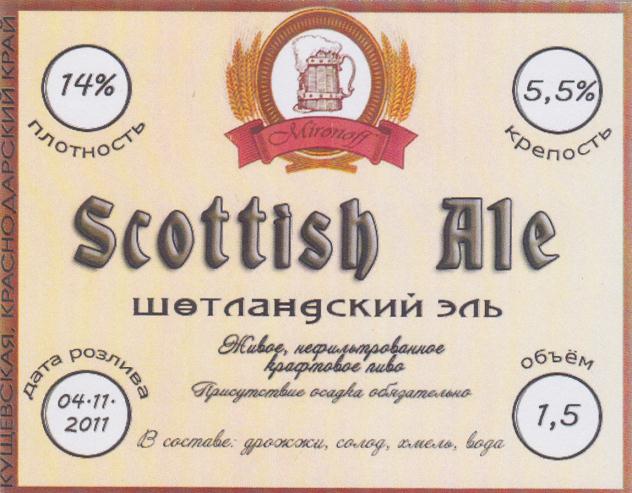 КУЩЕВСКАЯ, КРАСНОДАРСКИЙ КРАЙ
14%
плотность
Mironoff
5,5%
крепость
Scottish Ale
шотландский эль
Живое, нефильтрованное
крафтовое пиво
Присутствие осадка обязательно
дата розлива
04·11·
2011
объём
1,5
В составе: дрожжи, солод, хмель, вода